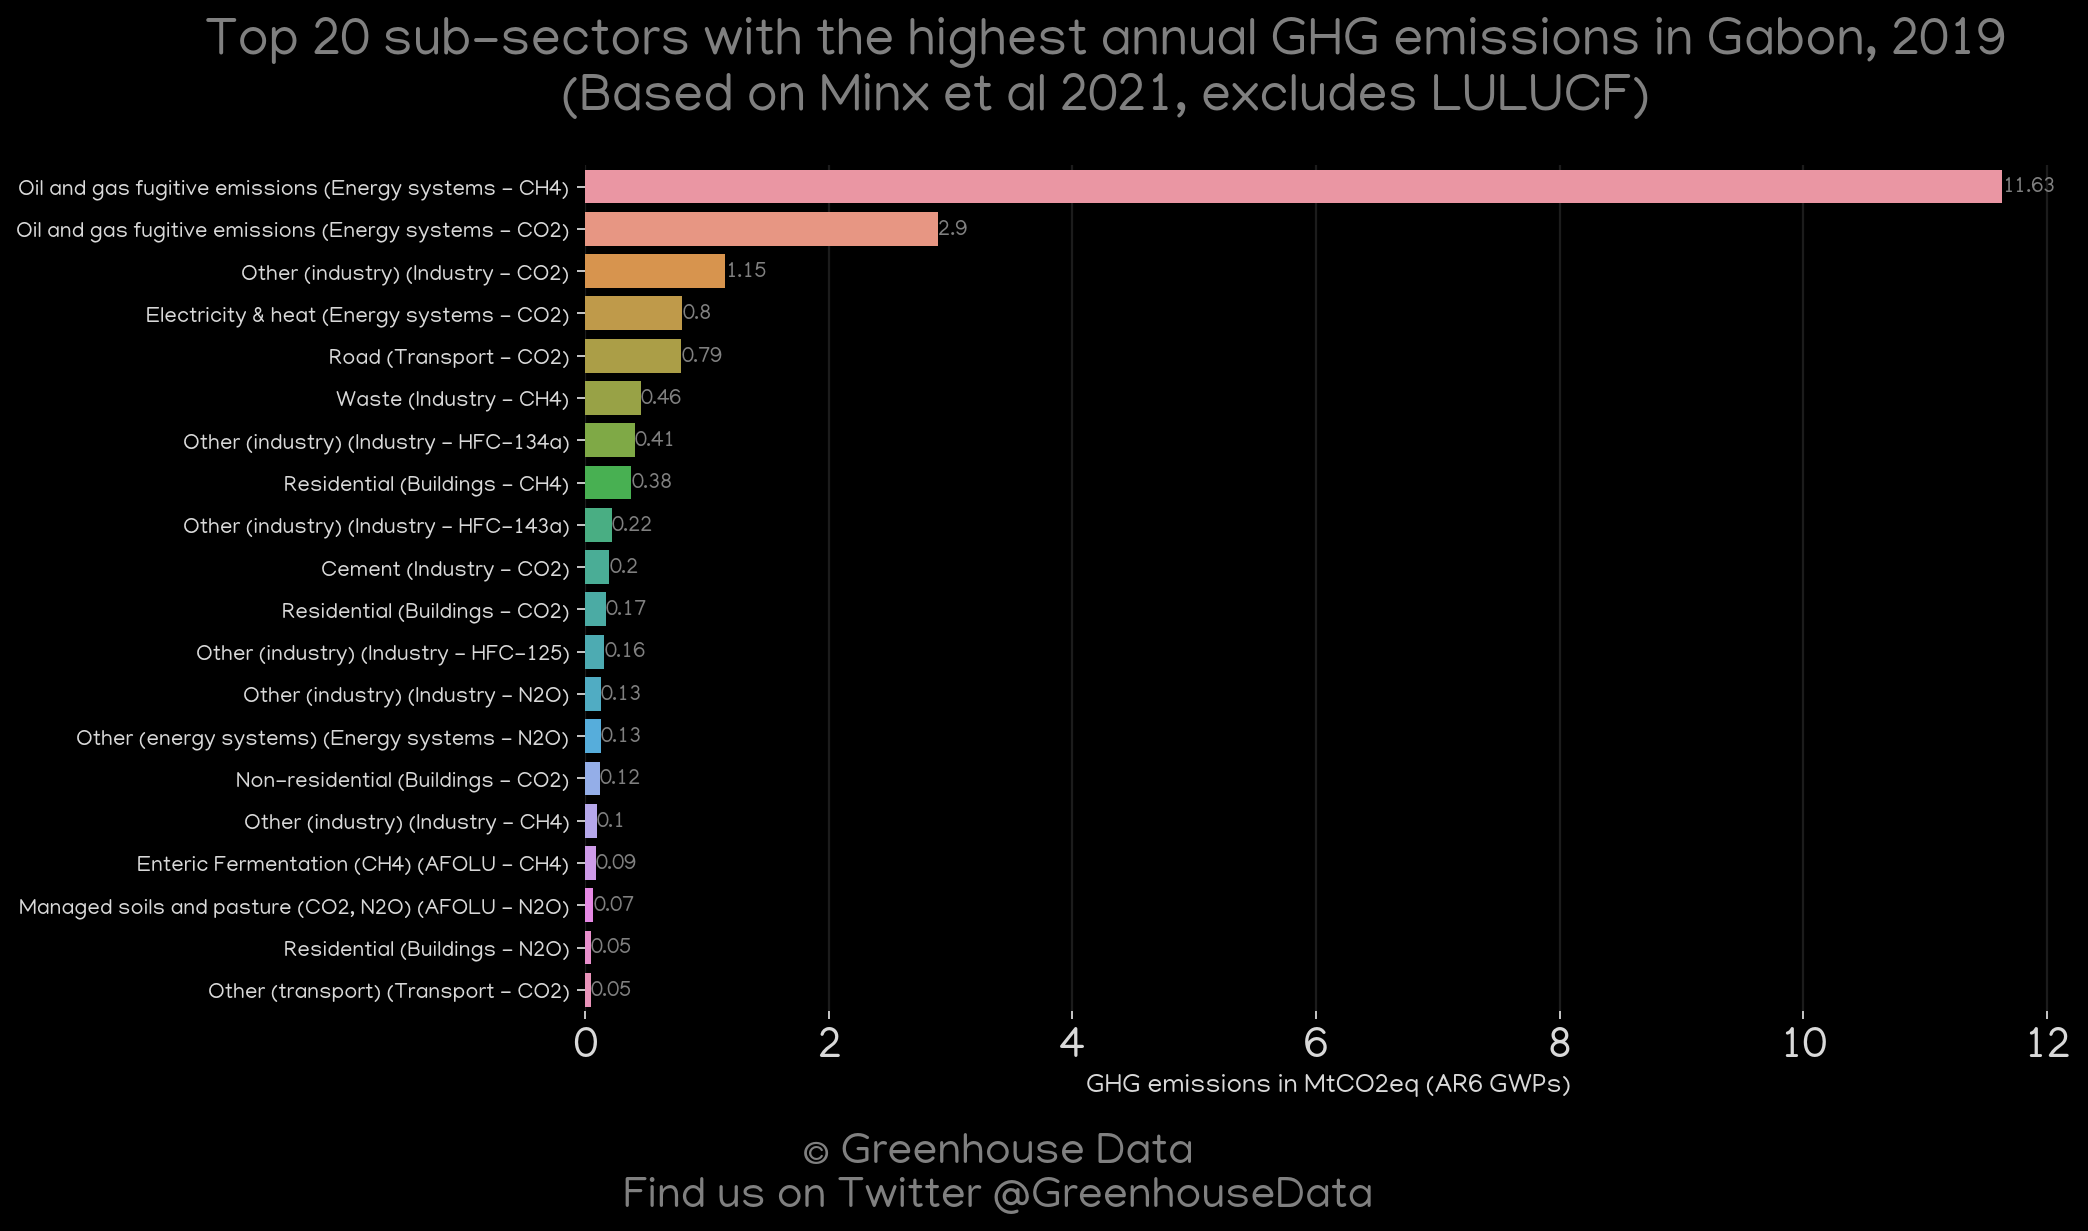 Top 20 sub-sectors with the highest annual GHG emissions in Gabon, 2019
(Based on Minx et al 2021, excludes LULUCF)
Oil and gas fugitive emissions (Energy systems - CH4) 11.63
Oil and gas fugitive emissions (Energy systems - CO2) 2.9
Other (industry) (Industry - CO2) 1.15
Electricity & heat (Energy systems - CO2) 0.8
Road (Transport - CO2) 0.79
Waste (Industry - CH4) 0.46
Other (industry) (Industry - HFC-134a) 0.41
Residential (Buildings - CH4) 0.38
Other (industry) (Industry - HFC-143a) 0.22
Cement (Industry - CO2) 0.2
Residential (Buildings - CO2) 0.17
Other (industry) (Industry - HFC-125) 0.16
Other (industry) (Industry - N2O) 0.13
Other (energy systems) (Energy systems - N2O) 0.13
Non-residential (Buildings - CO2) 0.12
Other (industry) (Industry - CH4) 0.1
Enteric Fermentation (CH4) (AFOLU - CH4) 0.09
Managed soils and pasture (CO2, N2O) (AFOLU - N2O) 0.07
Residential (Buildings - N2O) 0.05
Other (transport) (Transport - CO2) 0.05
0 2 4 6 8 10 12
GHG emissions in MtCO2eq (AR6 GWPs)
© Greenhouse Data
Find us on Twitter @GreenhouseData